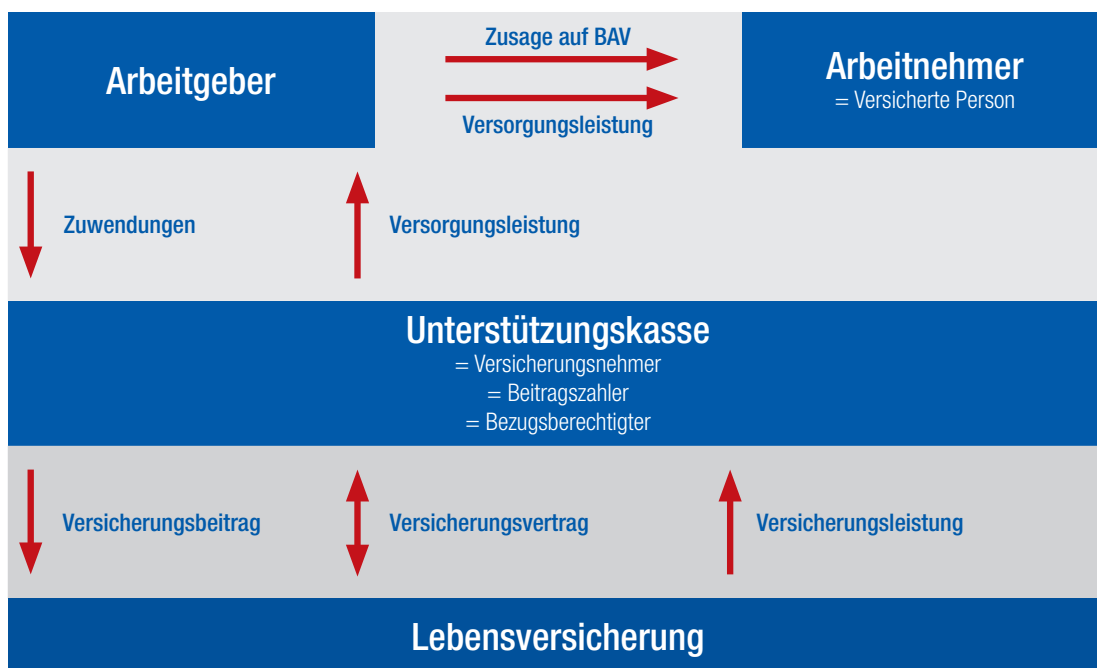 Arbeitgeber
Zusage auf BAV
Versorgungsleistung
Arbeitnehmer
= Versicherte Person
Zuwendungen
Versorgungsleistung
Unterstützungskasse
= Versicherungsnehmer
= Beitragszahler
= Bezugsberechtigter
Versicherungsbeitrag
Versicherungsvertrag
Versicherungsleistung
Lebensversicherung